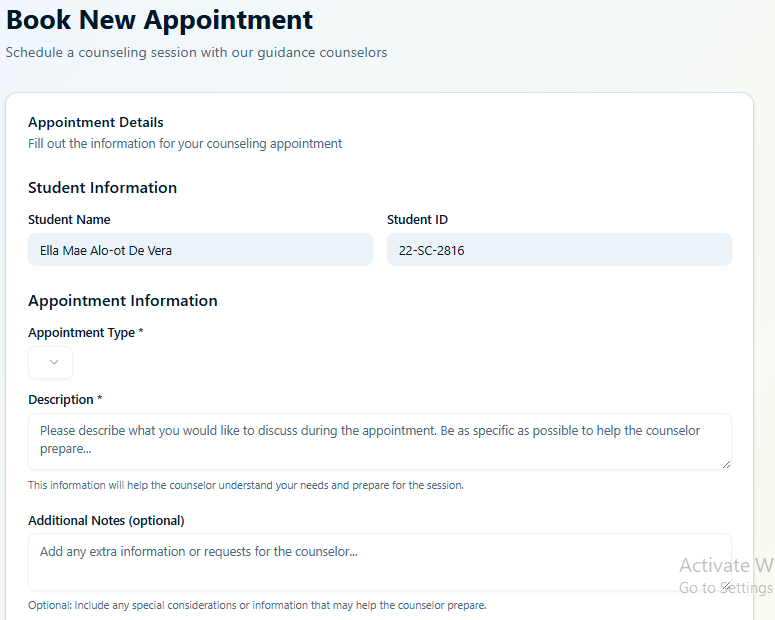 Book New Appointment
Schedule a counseling session with our guidance counselors
Appointment Details
Fill out the information for your counseling appointment
Student Information
Student Name
Student ID
Ella Mae Alo-ot De Vera
22-SC-2816
Appointment Information
Appointment Type *
Description *
Please describe what you would like to discuss during the appointment. Be as specific as possible to help the counselor
prepare...
This information will help the counselor understand your needs and prepare for the session.
Additional Notes (optional)
Add any extra information or requests for the counselor...
Activate W
Go to Settings
Optional: Include any special considerations or information that may help the counselor prepare.